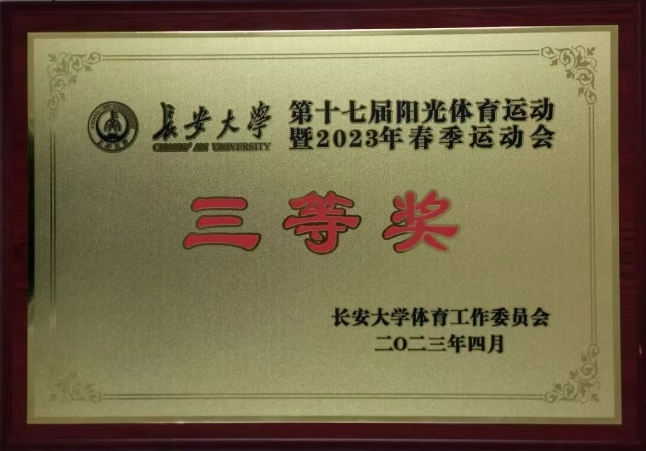 长安大学
CHANG'AN UNIVERSITY
第十七届阳光体育运动
暨2023年春季运动会
三等奖
长安大学体育工作委员会
二〇二三年四月